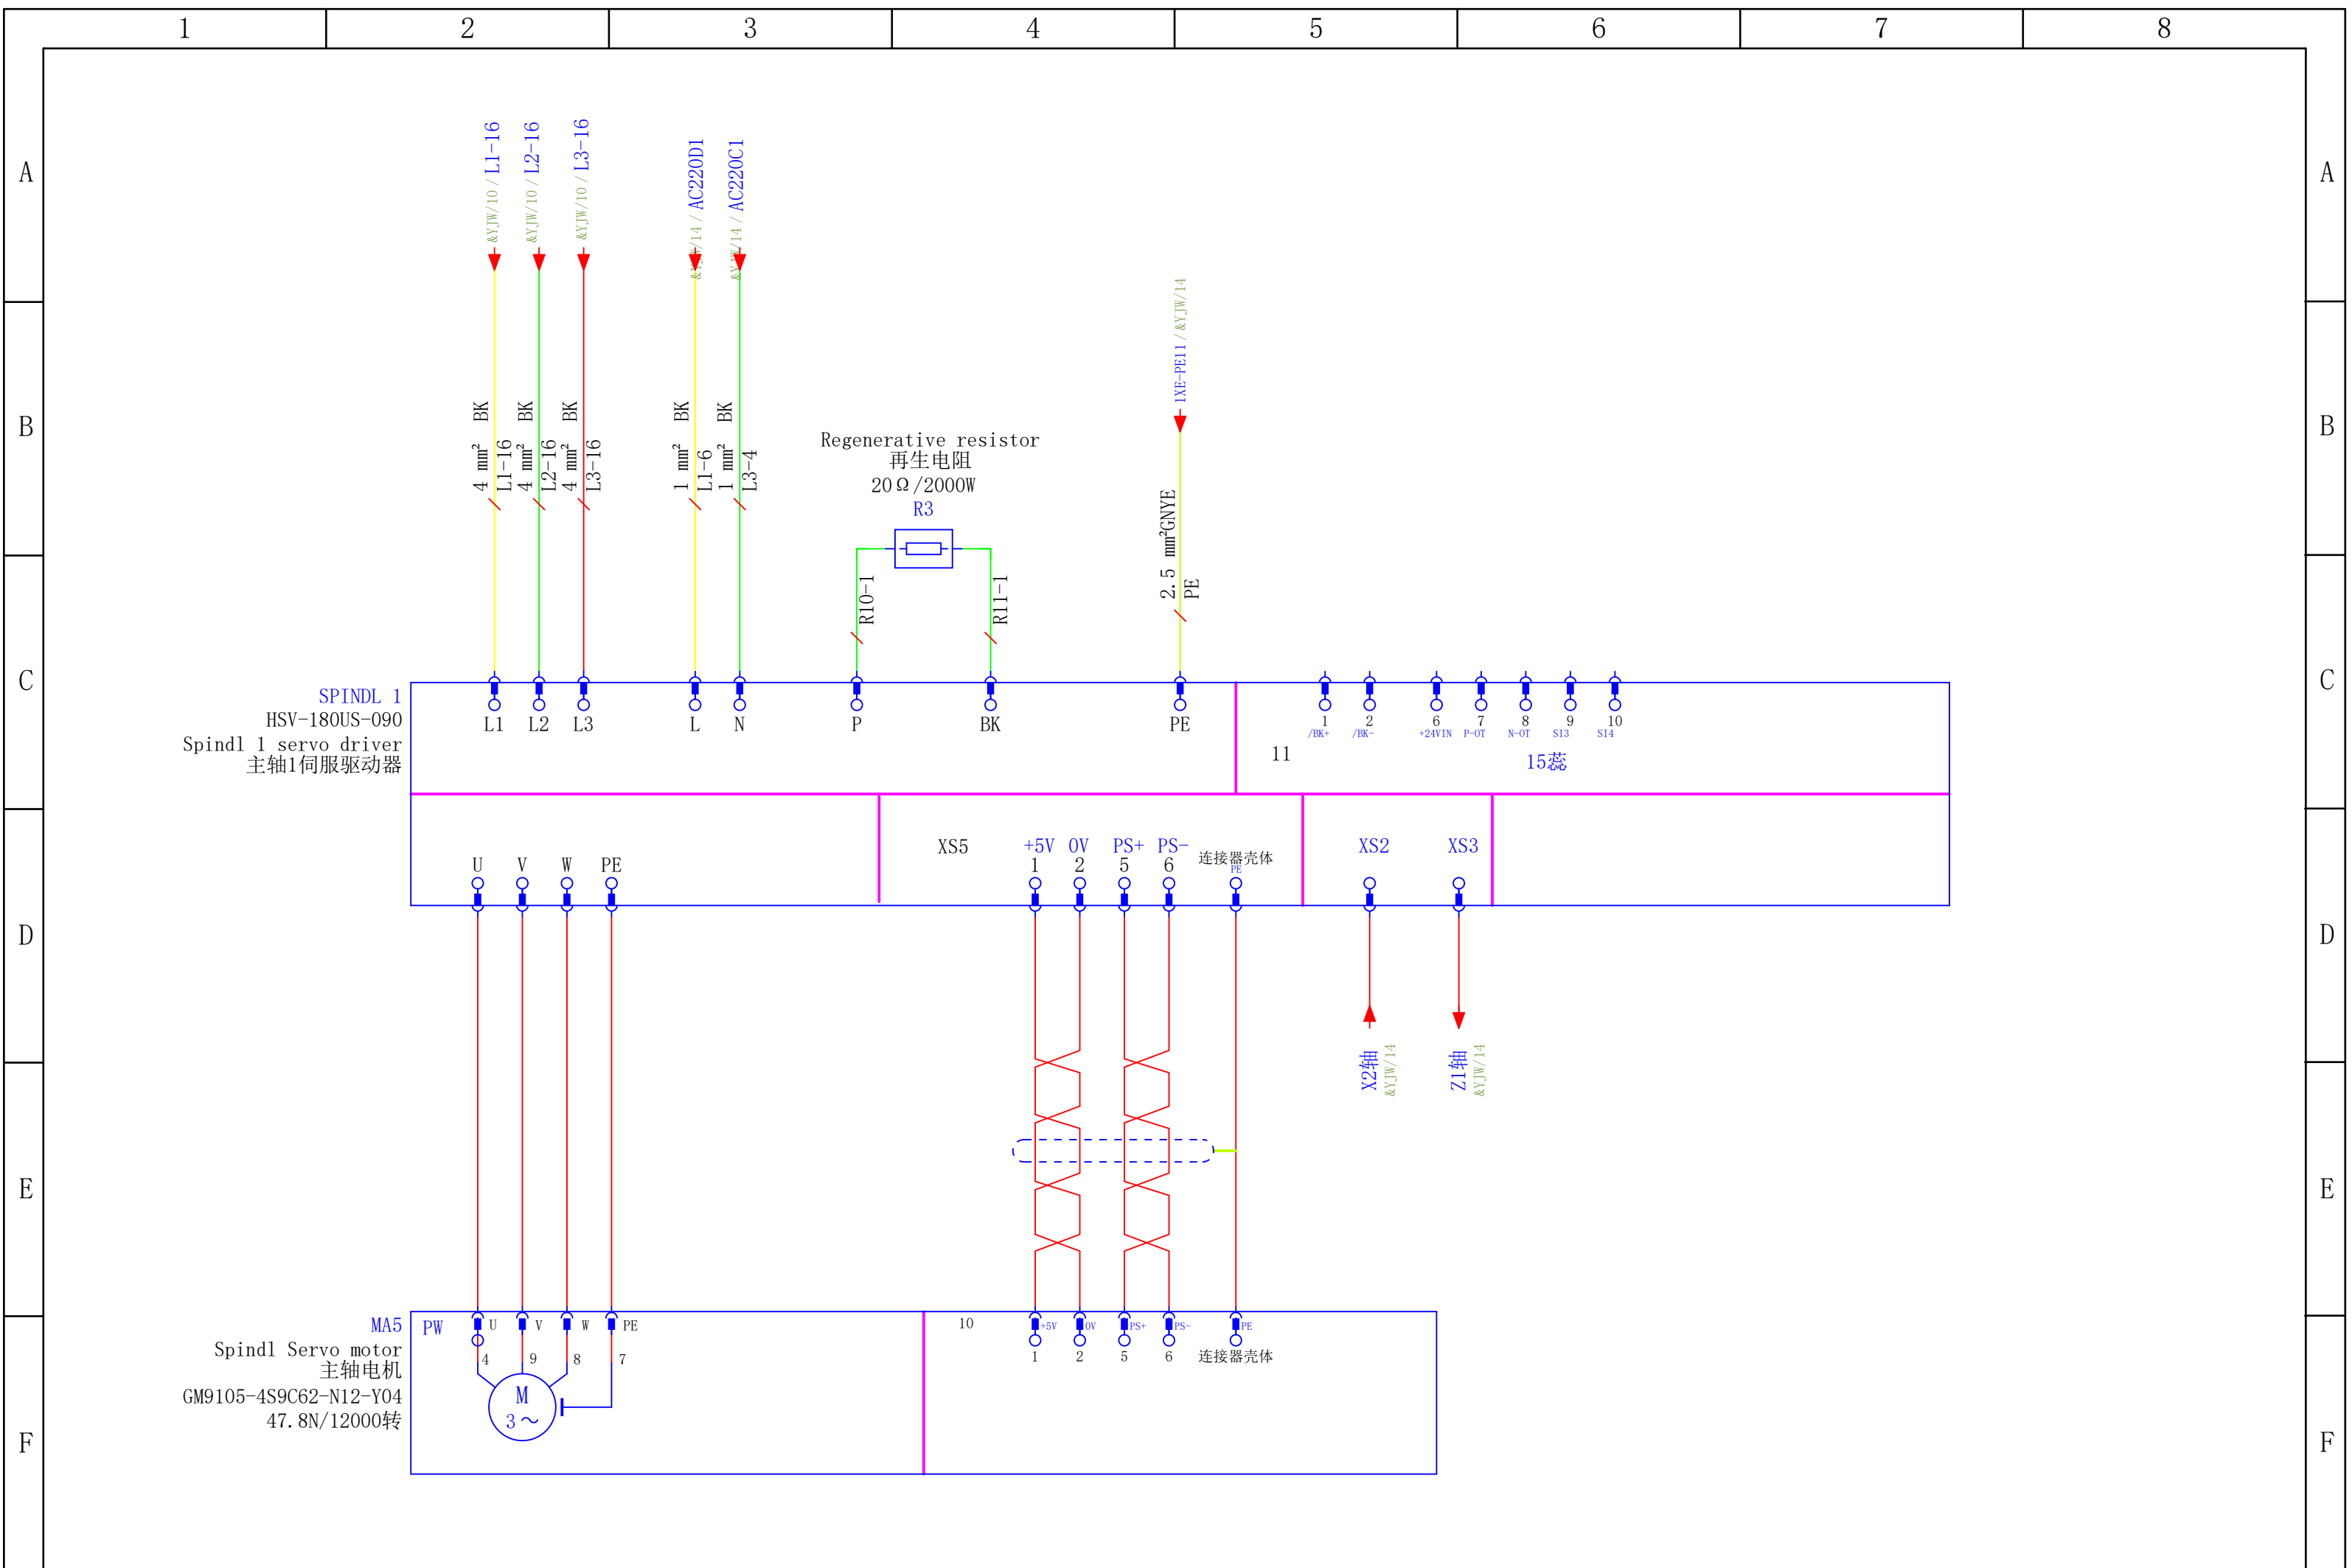 1 2 3 4 5 6 7 8
A A
&YJW/10 / L1-16
&YJW/10 / L2-16
&YJW/10 / L3-16
&YJW/14 / AC220D1
&YJW/14 / AC220C1
1XE-PE11 / &YJW/14
B B
4 mm² BK
L1-16
4 mm² BK
L2-16
4 mm² BK
L3-16
1 mm² BK
L1-6
1 mm² BK
L3-4
Regenerative resistor
再生电阻
20Ω/2000W
R3
R10-1
R11-1
2.5 mm²GNYE
PE
C C
SPINDL 1
HSV-180US-090
Spindl 1 servo driver
主轴1伺服驱动器
L1 L2 L3 L N P BK PE
1 2 6 7 8 9 10
/BK+ /BK- +24VIN P-OT N-OT SI3 SI4
11
15蕊
D D
XS5
+5V 0V PS+ PS-
1 2 5 6
连接器壳体
PE
XS2 XS3
U V W PE
X2轴
&YJW/14
Z1轴
&YJW/14
E E
F F
MA5
Spindl Servo motor
主轴电机
GM9105-4S9C62-N12-Y04
47.8N/12000转
PW
U V W PE
4 9 8 7
M
3～
10
+5V 0V PS+ PS- PE
1 2 5 6 连接器壳体